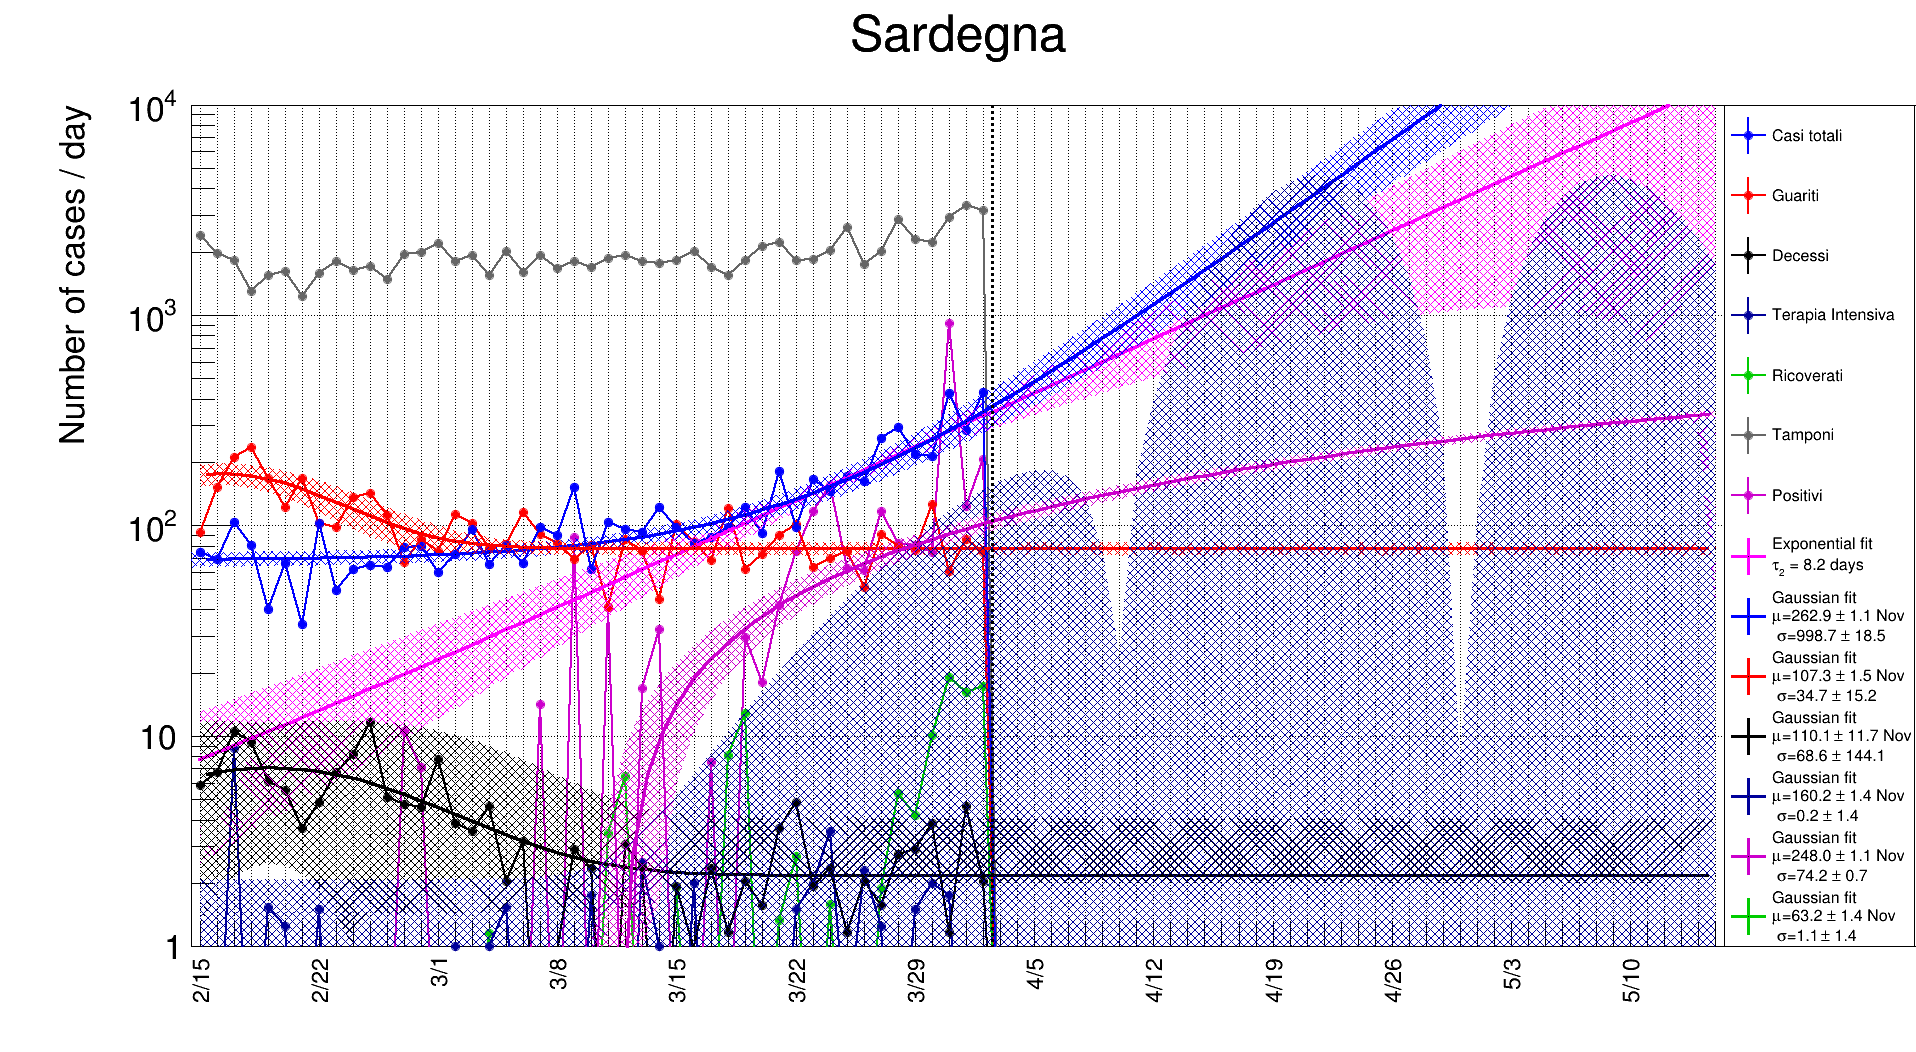 Sardegna
Number of cases / day
10^4
10^3
10^2
10
1
2/15
2/22
3/1
3/8
3/15
3/22
3/29
4/5
4/12
4/19
4/26
5/3
5/10
Casi totali
Guariti
Decessi
Terapia Intensiva
Ricoverati
Tamponi
Positivi
Exponential fit
τ₂ = 8.2 days
Gaussian fit
μ=262.9 ± 1.1 Nov
σ=998.7 ± 18.5
Gaussian fit
μ=107.3 ± 1.5 Nov
σ=34.7 ± 15.2
Gaussian fit
μ=110.1 ± 11.7 Nov
σ=68.6 ± 144.1
Gaussian fit
μ=160.2 ± 1.4 Nov
σ=0.2 ± 1.4
Gaussian fit
μ=248.0 ± 1.1 Nov
σ=74.2 ± 0.7
Gaussian fit
μ=63.2 ± 1.4 Nov
σ=1.1 ± 1.4